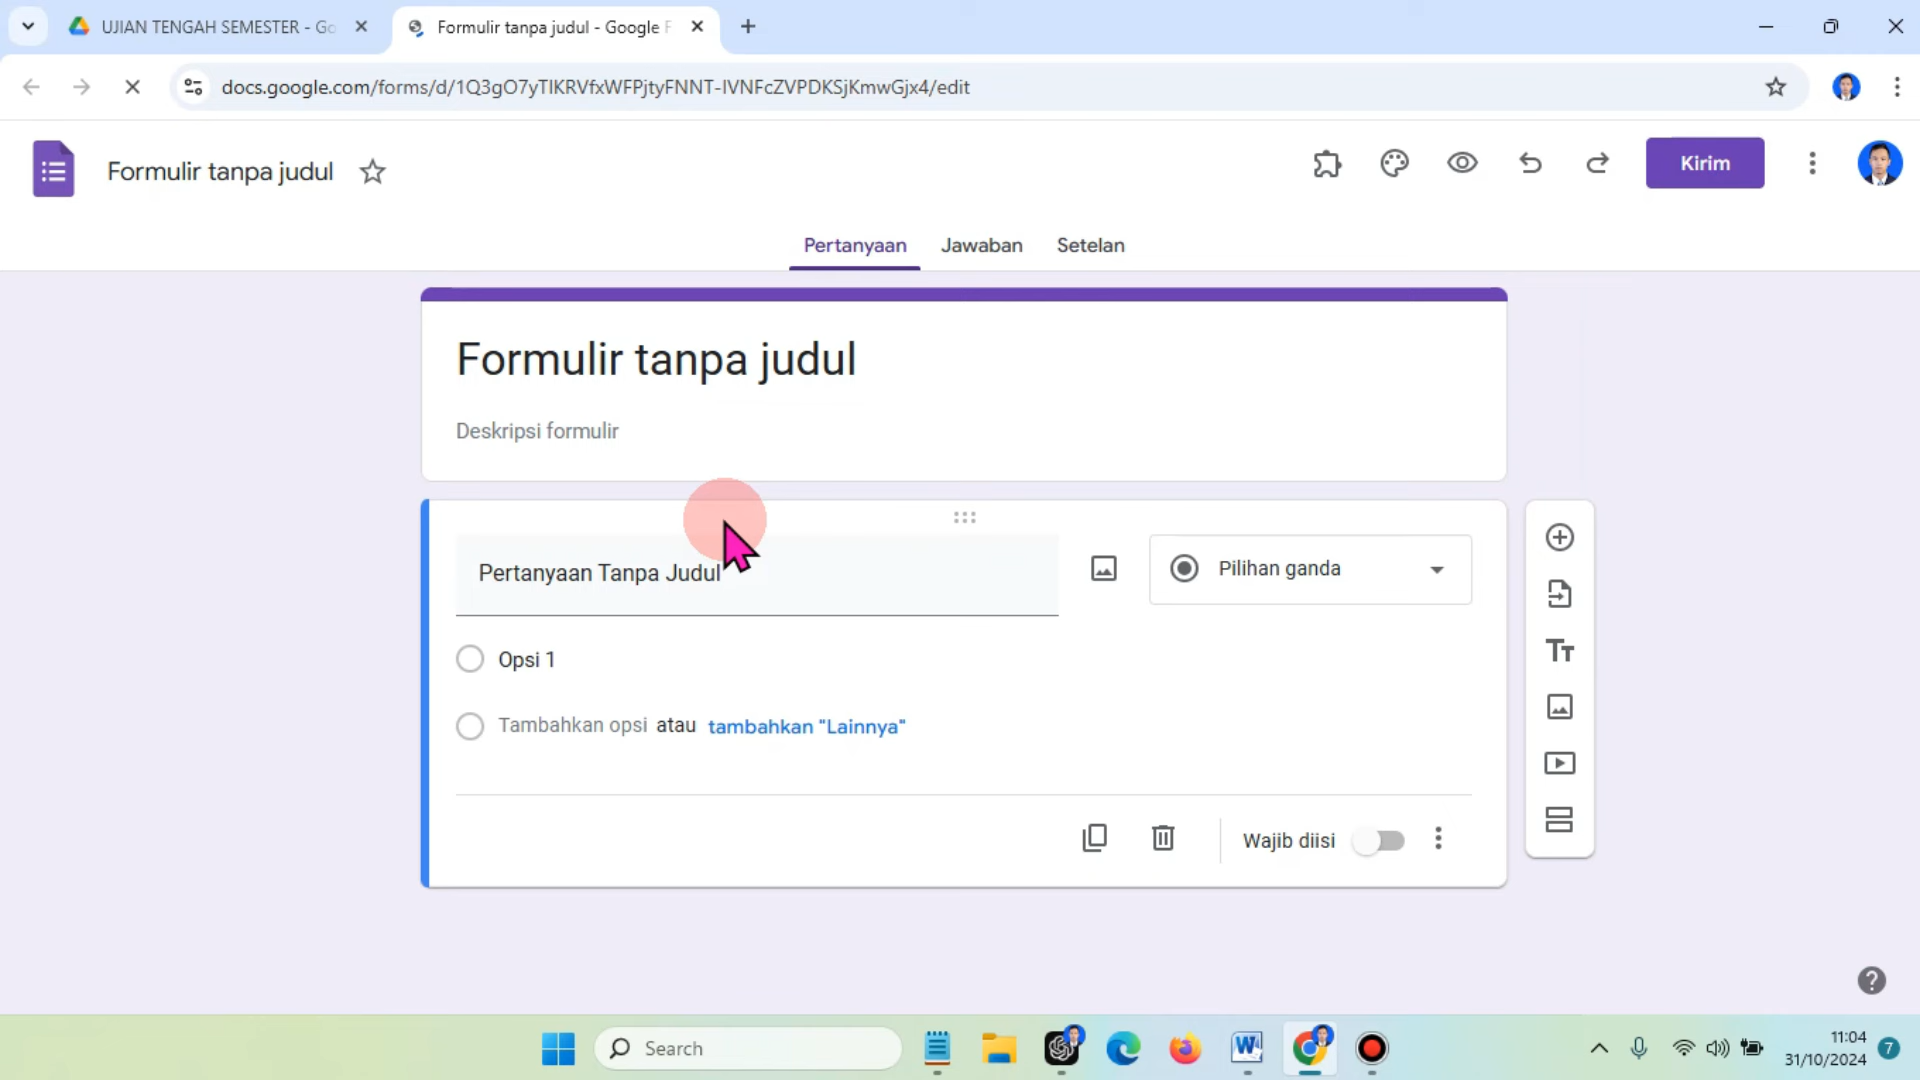 UJIAN TENGAH SEMESTER - Go
Formulir tanpa judul - Google F
docs.google.com/forms/d/1Q3gO7yTIKRVfxWFPjtyFNNT-IVNFcZVPDKSjKmwGjx4/edit
Formulir tanpa judul
Kirim
Pertanyaan Jawaban Setelan
Formulir tanpa judul
Deskripsi formulir
Pertanyaan Tanpa Judul
Pilihan ganda
Opsi 1
Tambahkan opsi atau tambahkan "Lainnya"
Wajib diisi
Search
11:04
31/10/2024
7